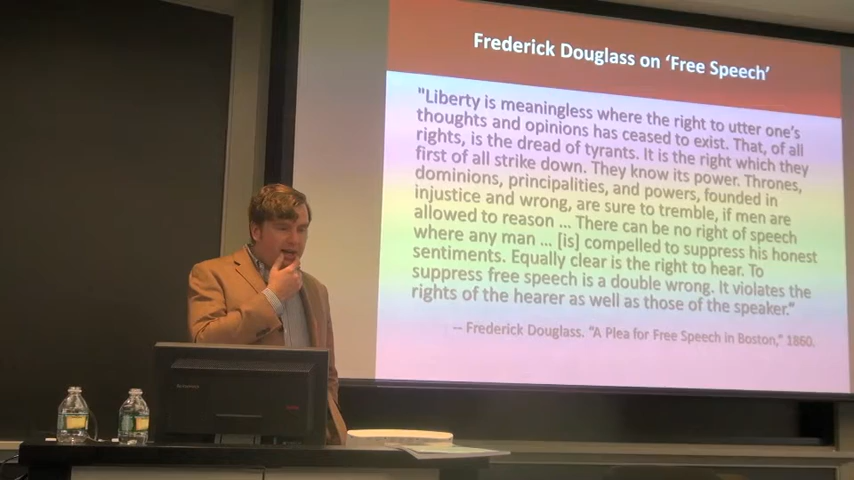 Frederick Douglass on 'Free Speech'
"Liberty is meaningless where the right to utter one's
thoughts and opinions has ceased to exist. That, of all
rights, is the dread of tyrants. It is the right which they
first of all strike down. They know its power. Thrones,
dominions, principalities, and powers, founded in
injustice and wrong, are sure to tremble, if men are
allowed to reason ... There can be no right of speech
where any man ... [is] compelled to suppress his honest
sentiments. Equally clear is the right to hear. To
suppress free speech is a double wrong. It violates the
rights of the hearer as well as those of the speaker."
-- Frederick Douglass. "A Plea for Free Speech in Boston," 1860.